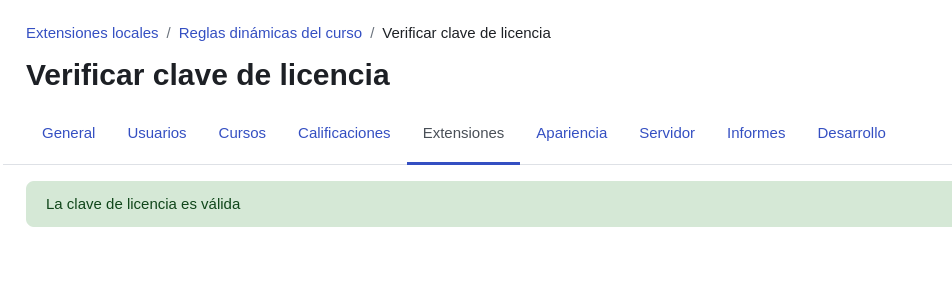 Extensiones locales / Reglas dinámicas del curso / Verificar clave de licencia
Verificar clave de licencia
General Usuarios Cursos Calificaciones Extensiones Apariencia Servidor Informes Desarrollo
La clave de licencia es válida